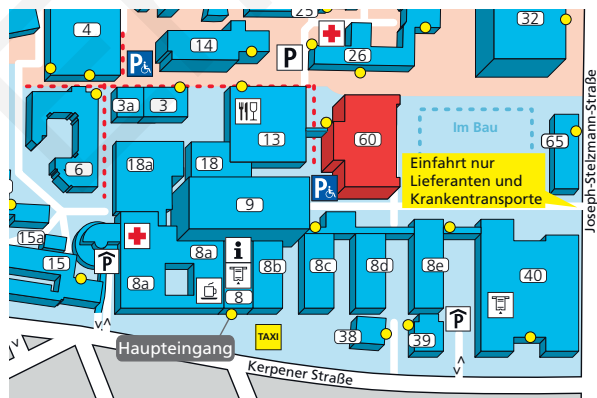 4
14
25
32
P
P
26
3a
3
13
60
Im Bau
65
6
18a
18
Einfahrt nur
Lieferanten und
Krankentransporte
Joseph-Stelzmann-Straße
P
9
15a
15
P
8a
i
8a
8b
8c
8d
8e
40
8
P
TAXI
38
39
Haupteingang
Kerpener Straße